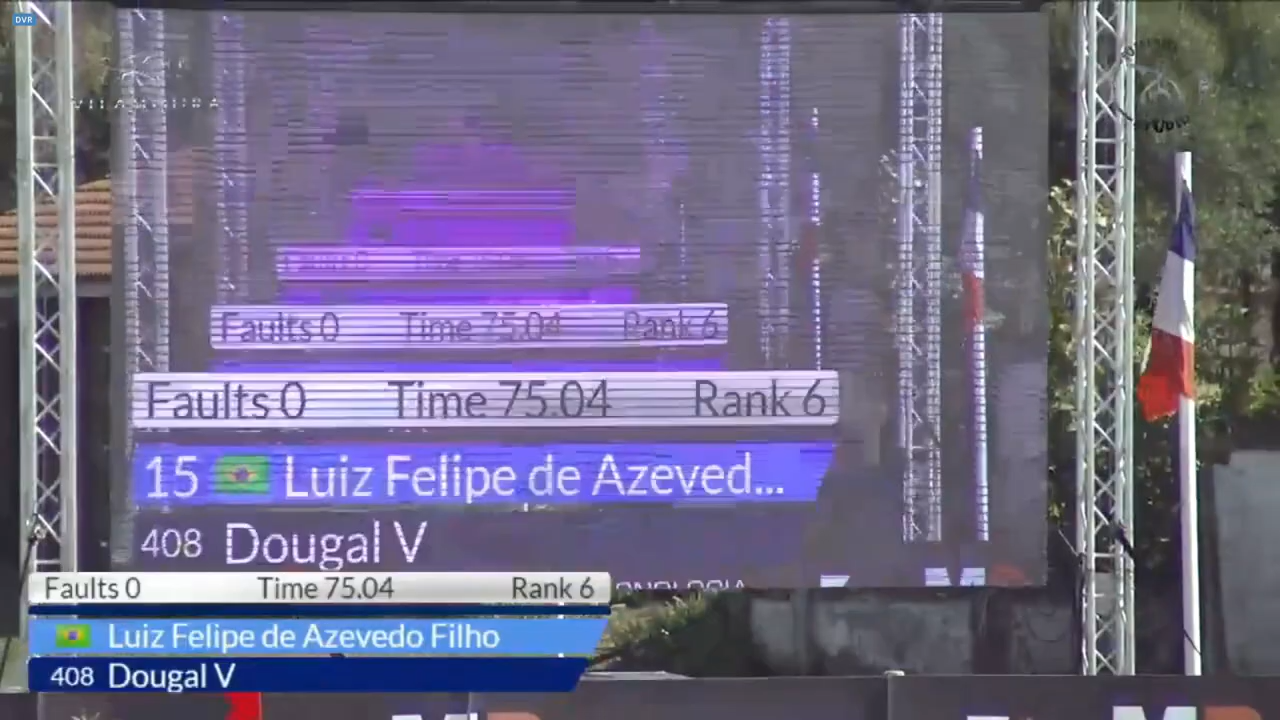 DVR
VILAMOURA
STUDIO
Faults 0 Time 75.04 Rank 6
Faults 0 Time 75.04 Rank 6
15 Luiz Felipe de Azeved...
408 Dougal V
Faults 0 Time 75.04 Rank 6
Luiz Felipe de Azevedo Filho
408 Dougal V